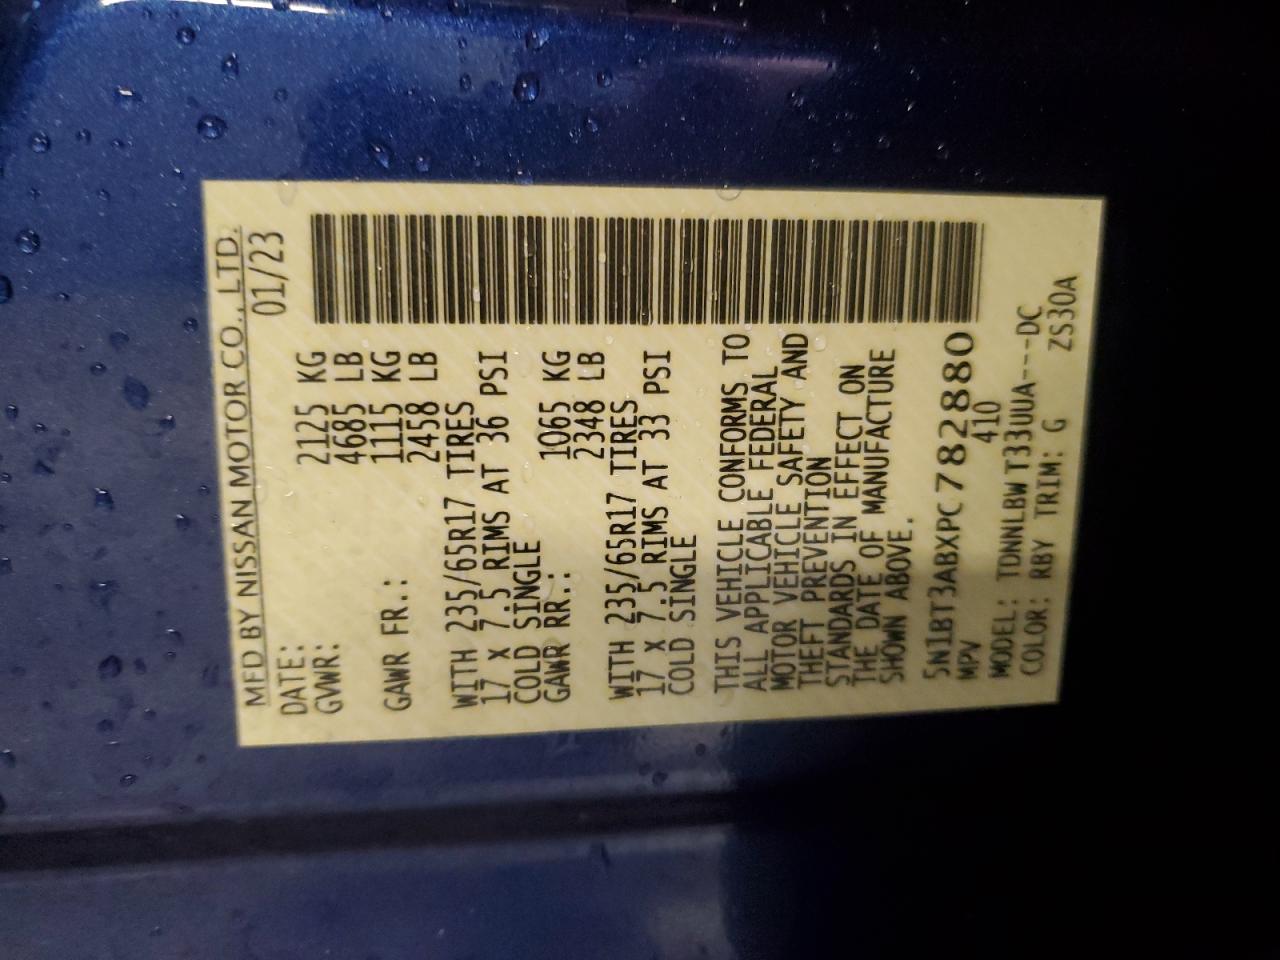 MFD BY NISSAN MOTOR CO., LTD.
DATE: 01/23
GVWR: 2125 KG
4685 LB
GAWR FR.: 1115 KG
2458 LB
WITH 235/65R17 TIRES
17 X 7.5 RIMS AT 36 PSI
COLD SINGLE
GAWR RR.: 1065 KG
2348 LB
WITH 235/65R17 TIRES
17 X 7.5 RIMS AT 33 PSI
COLD SINGLE
THIS VEHICLE CONFORMS TO
ALL APPLICABLE FEDERAL
MOTOR VEHICLE SAFETY AND
THEFT PREVENTION
STANDARDS IN EFFECT ON
THE DATE OF MANUFACTURE
SHOWN ABOVE.
5N1BT3ABXPC782880
MPV 410
MODEL: TDNNLBW T33UUA---DC
COLOR: RBY TRIM: G ZS30A